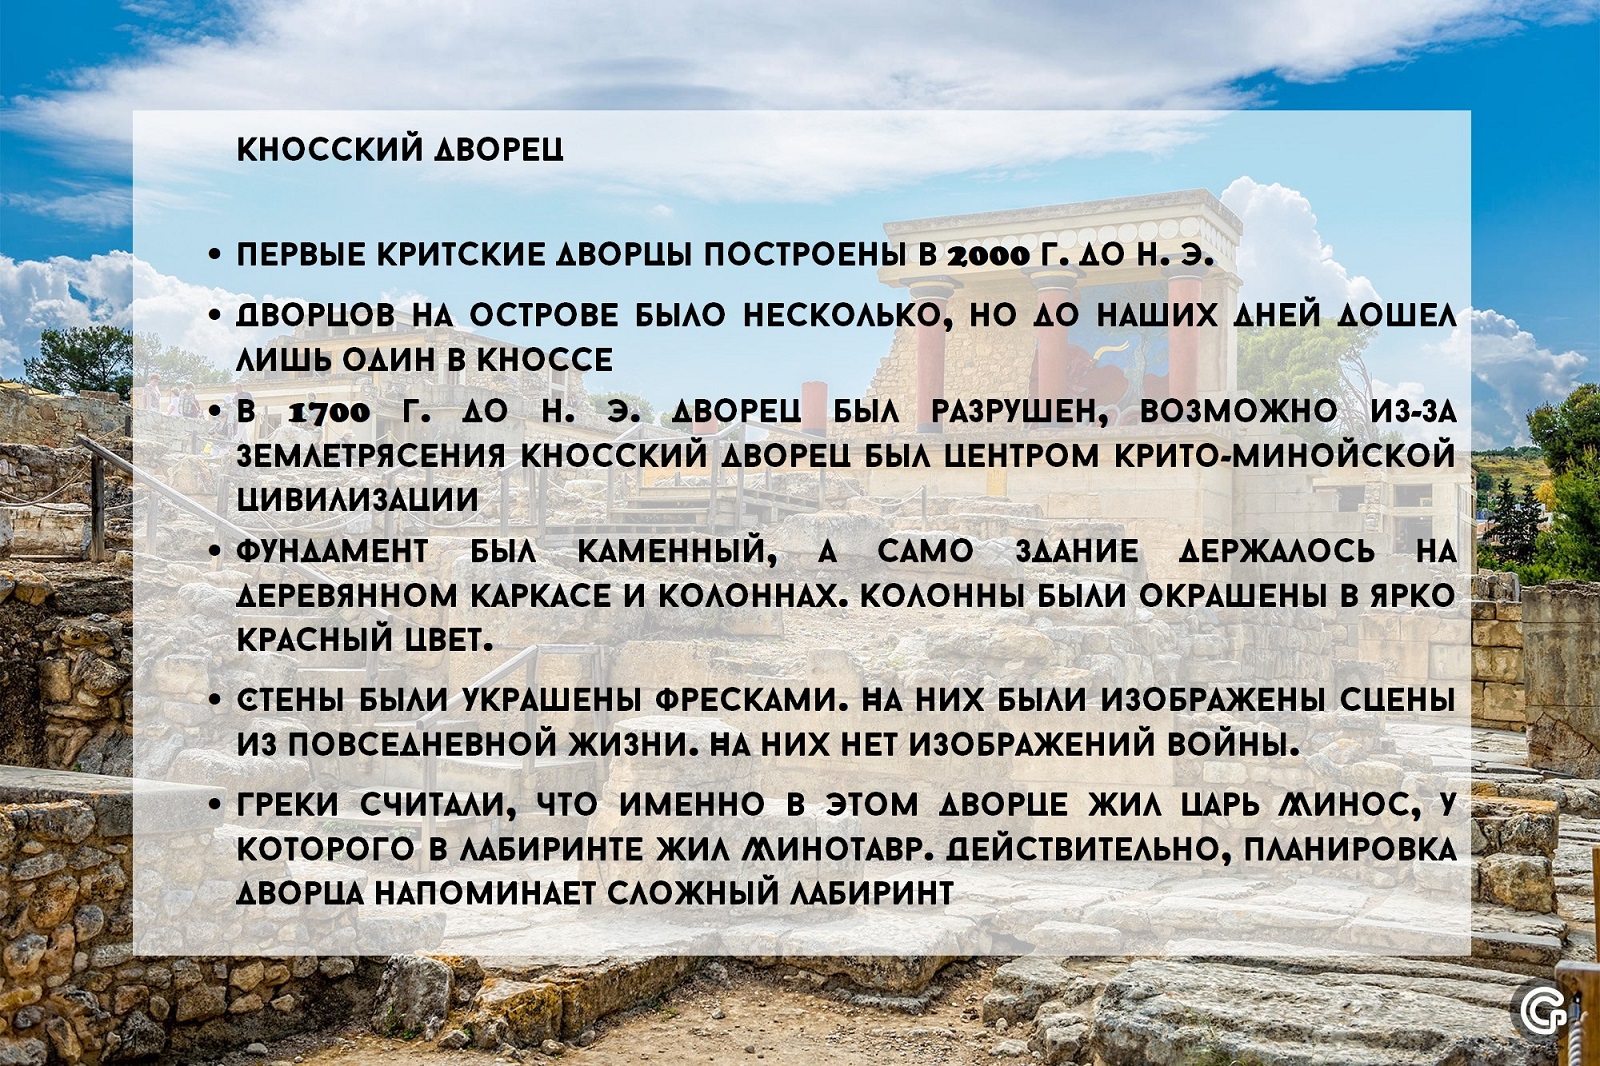 КНОССКИЙ ДВОРЕЦ
• ПЕРВЫЕ КРИТСКИЕ ДВОРЦЫ ПОСТРОЕНЫ В 2000 Г. ДО Н. Э.
• ДВОРЦОВ НА ОСТРОВЕ БЫЛО НЕСКОЛЬКО, НО ДО НАШИХ ДНЕЙ ДОШЕЛ
ЛИШЬ ОДИН В КНОССЕ
• В 1700 Г. ДО Н. Э. ДВОРЕЦ БЫЛ РАЗРУШЕН, ВОЗМОЖНО ИЗ-ЗА
ЗЕМЛЕТРЯСЕНИЯ КНОССКИЙ ДВОРЕЦ БЫЛ ЦЕНТРОМ КРИТО-МИНОЙСКОЙ
ЦИВИЛИЗАЦИИ
• ФУНДАМЕНТ БЫЛ КАМЕННЫЙ, А САМО ЗДАНИЕ ДЕРЖАЛОСЬ НА
ДЕРЕВЯННОМ КАРКАСЕ И КОЛОННАХ. КОЛОННЫ БЫЛИ ОКРАШЕНЫ В ЯРКО
КРАСНЫЙ ЦВЕТ.
• СТЕНЫ БЫЛИ УКРАШЕНЫ ФРЕСКАМИ. НА НИХ БЫЛИ ИЗОБРАЖЕНЫ СЦЕНЫ
ИЗ ПОВСЕДНЕВНОЙ ЖИЗНИ. НА НИХ НЕТ ИЗОБРАЖЕНИЙ ВОЙНЫ.
• ГРЕКИ СЧИТАЛИ, ЧТО ИМЕННО В ЭТОМ ДВОРЦЕ ЖИЛ ЦАРЬ МИНОС, У
КОТОРОГО В ЛАБИРИНТЕ ЖИЛ МИНОТАВР. ДЕЙСТВИТЕЛЬНО, ПЛАНИРОВКА
ДВОРЦА НАПОМИНАЕТ СЛОЖНЫЙ ЛАБИРИНТ